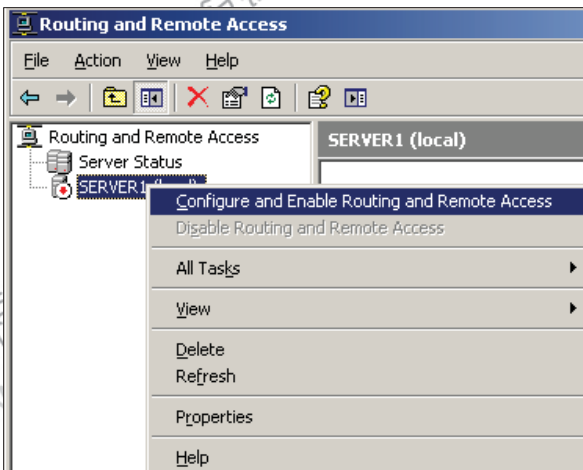 Routing and Remote Access
File Action View Help
Routing and Remote Access
Server Status
SERVER1
SERVER1 (local)
Configure and Enable Routing and Remote Access
Disable Routing and Remote Access
All Tasks
View
Delete
Refresh
Properties
Help